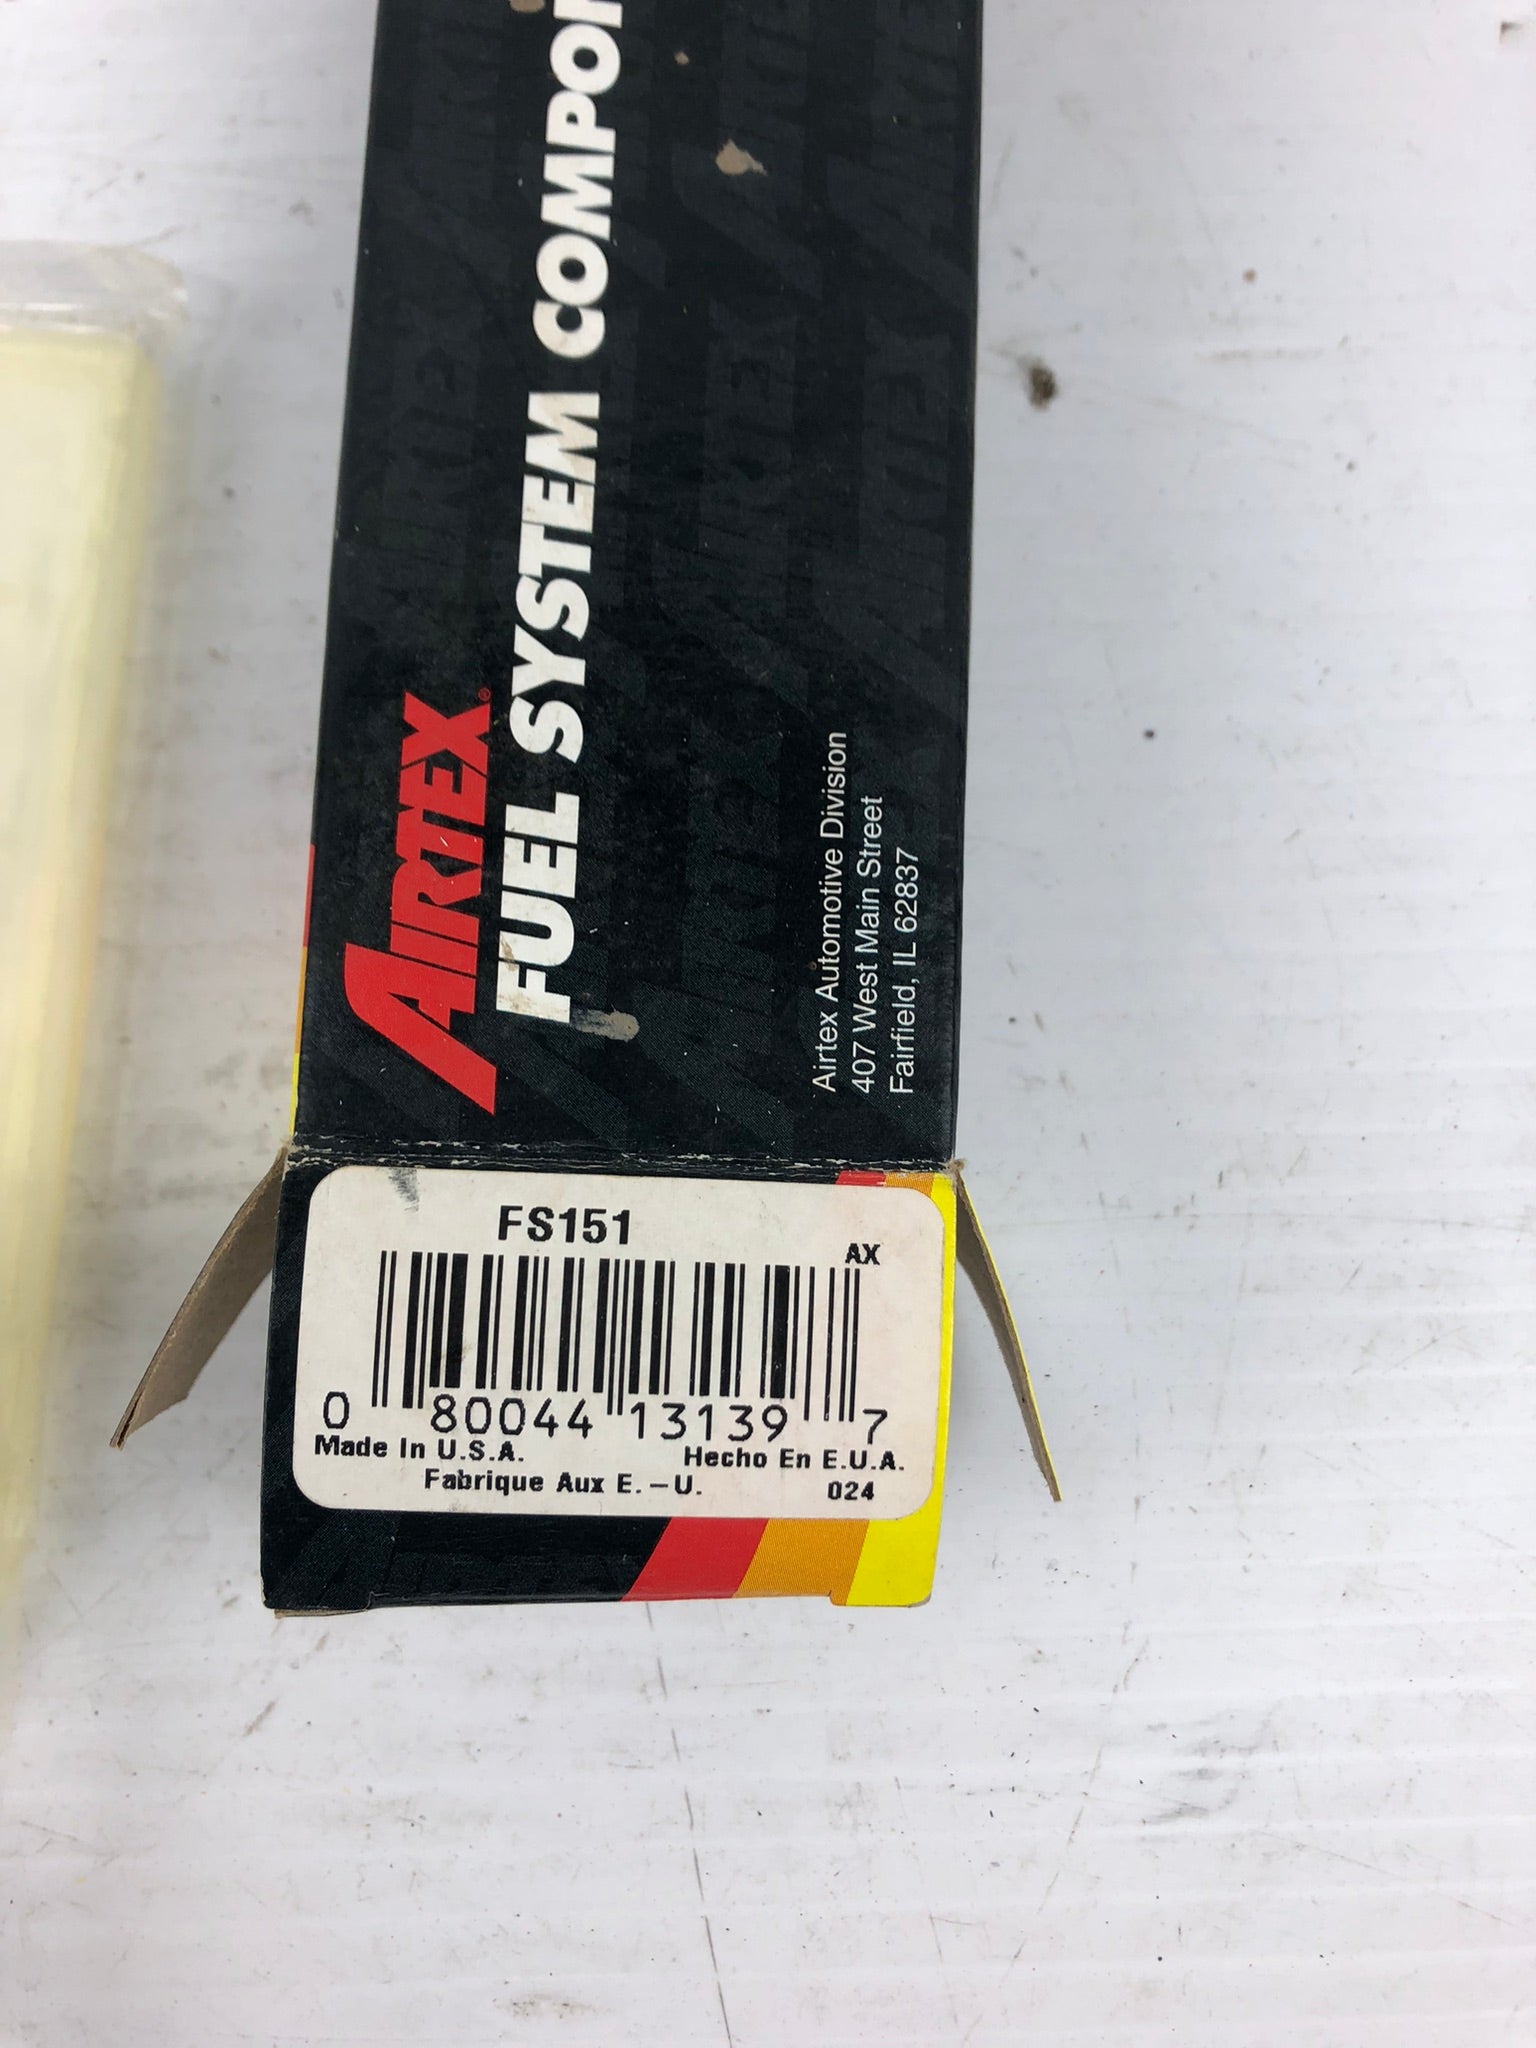 AIRTEX®
FUEL SYSTEM
Airtex Automotive Division
407 West Main Street
Fairfield, IL 62837
FS151
AX
0 80044 13139 7
Made In U.S.A.
Hecho En E.U.A.
Fabrique Aux E.-U.
024